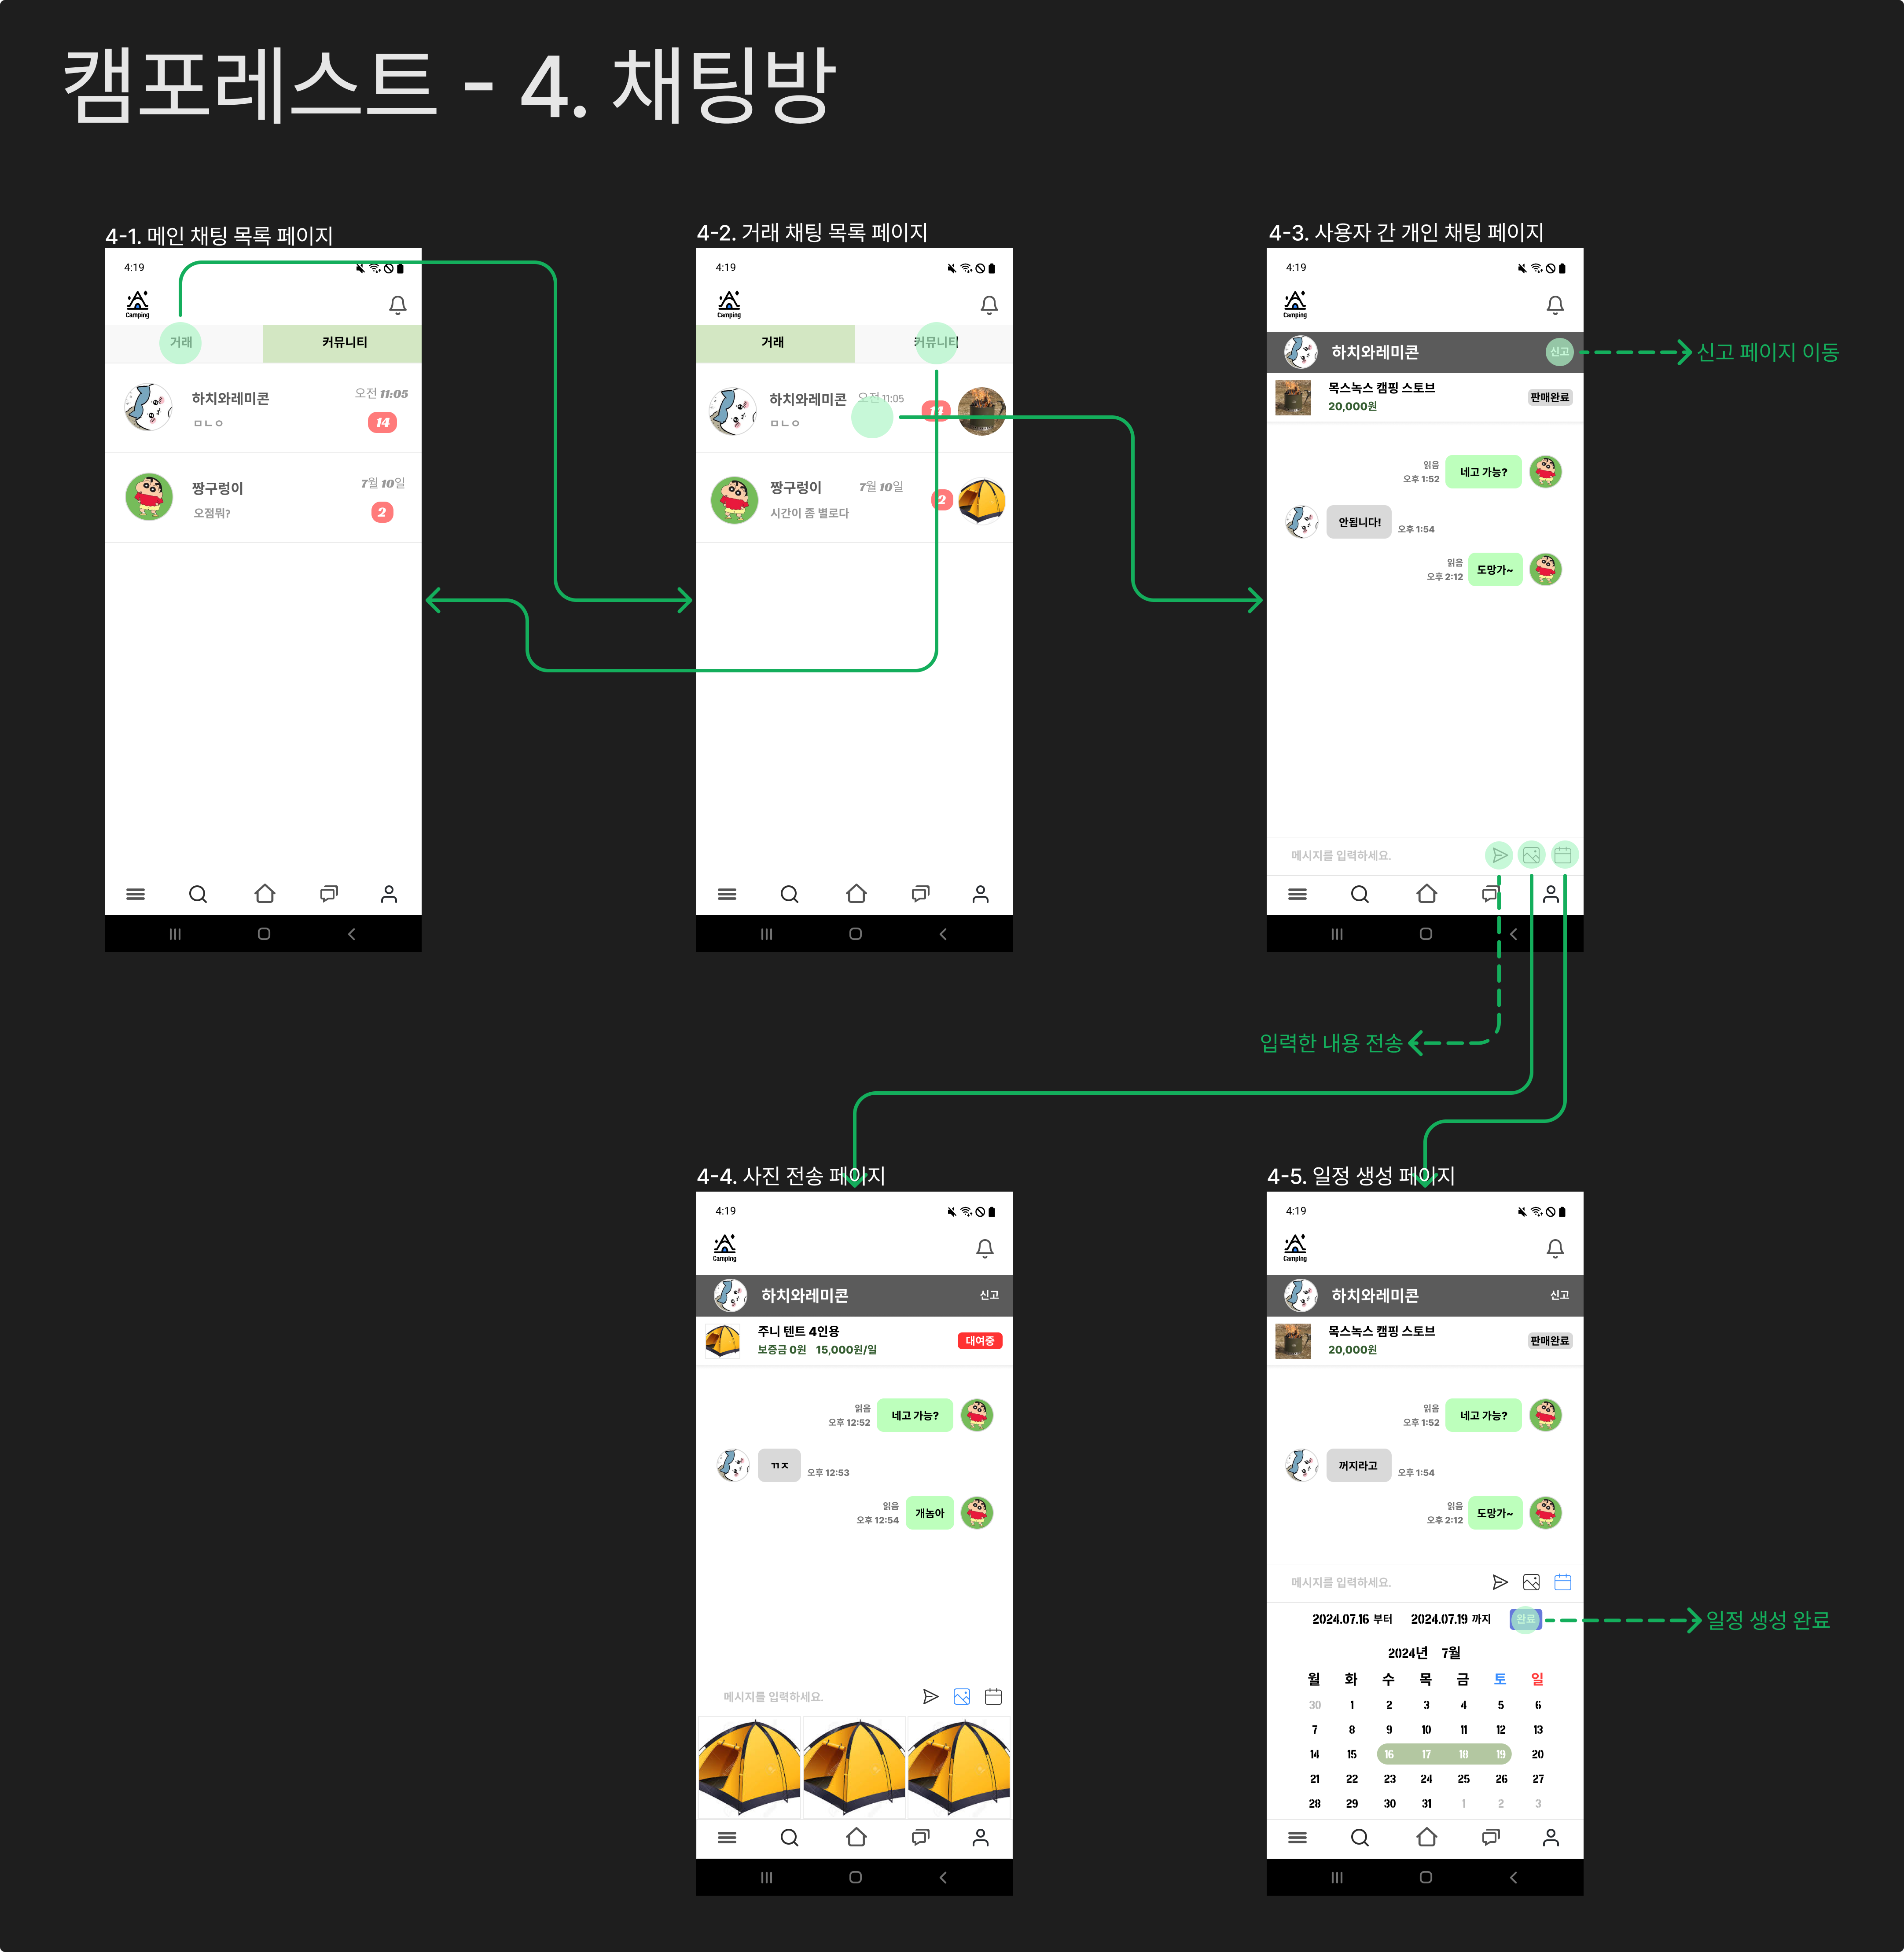 캠포레스트 - 4. 채팅방
4-1. 메인 채팅 목록 페이지
4:19
Camping
거래
커뮤니티
하치와레미콘
오전 11:05
ㅁㄴㅇ
14
짱구렁이
7월 10일
오점뭐?
2
4-2. 거래 채팅 목록 페이지
4:19
Camping
거래
커뮤니티
하치와레미콘
오전 11:05
ㅁㄴㅇ
14
짱구렁이
7월 10일
시간이 좀 별로다
2
4-3. 사용자 간 개인 채팅 페이지
4:19
Camping
하치와레미콘
신고
신고 페이지 이동
목스녹스 캠핑 스토브
20,000원
판매완료
읽음
오후 1:52
네고 가능?
안됩니다!
오후 1:54
읽음
오후 2:12
도망가~
메시지를 입력하세요.
입력한 내용 전송
4-4. 사진 전송 페이지
4:19
Camping
하치와레미콘
신고
주니 텐트 4인용
보증금 0원 15,000원/일
대여중
읽음
오후 12:52
네고 가능?
ㄲㅈ
오후 12:53
읽음
오후 12:54
개놈아
메시지를 입력하세요.
4-5. 일정 생성 페이지
4:19
Camping
하치와레미콘
신고
목스녹스 캠핑 스토브
20,000원
판매완료
읽음
오후 1:52
네고 가능?
꺼지라고
오후 1:54
읽음
오후 2:12
도망가~
메시지를 입력하세요.
2024.07.16 부터 2024.07.19 까지 완료
일정 생성 완료
2024년 7월
월 화 수 목 금 토 일
30 1 2 3 4 5 6
7 8 9 10 11 12 13
14 15 16 17 18 19 20
21 22 23 24 25 26 27
28 29 30 31 1 2 3